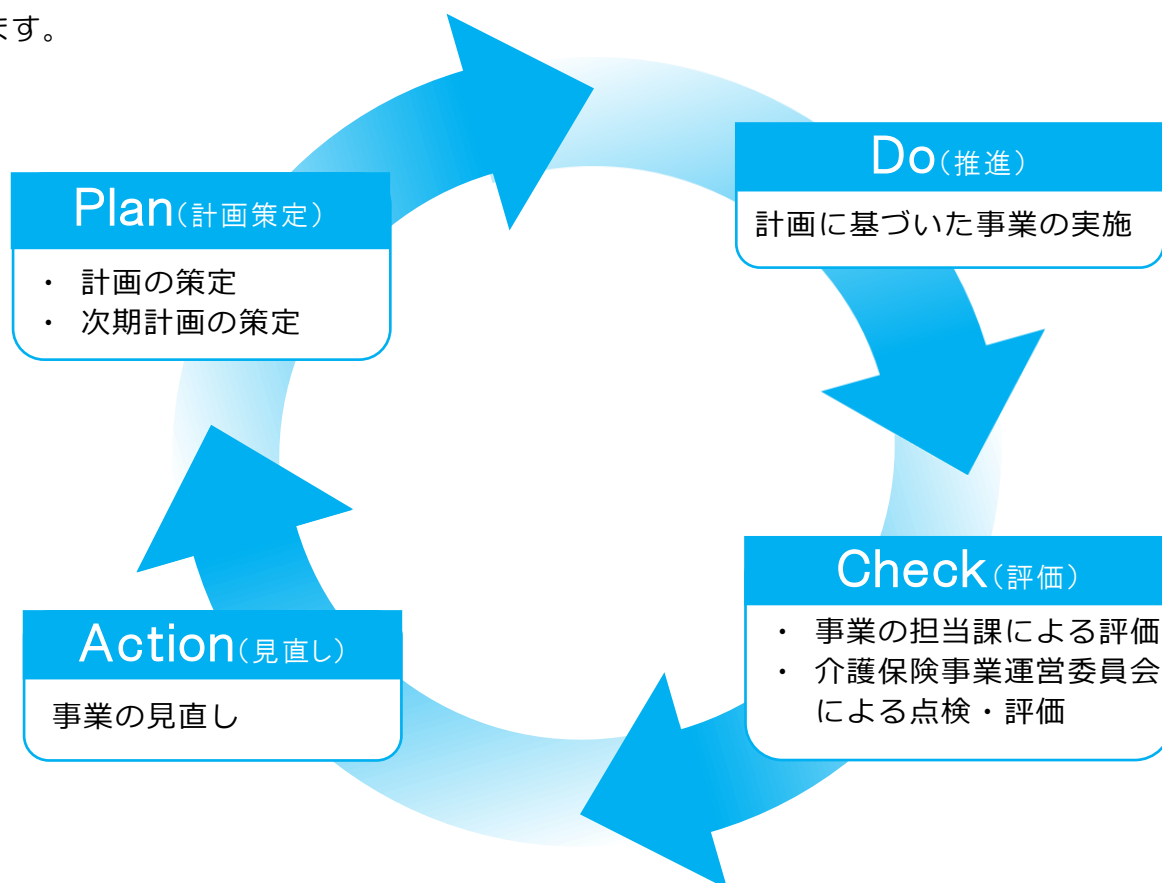 ます。
Plan(計画策定)
・ 計画の策定
・ 次期計画の策定
Do(推進)
計画に基づいた事業の実施
Check(評価)
・ 事業の担当課による評価
・ 介護保険事業運営委員会
による点検・評価
Action(見直し)
事業の見直し